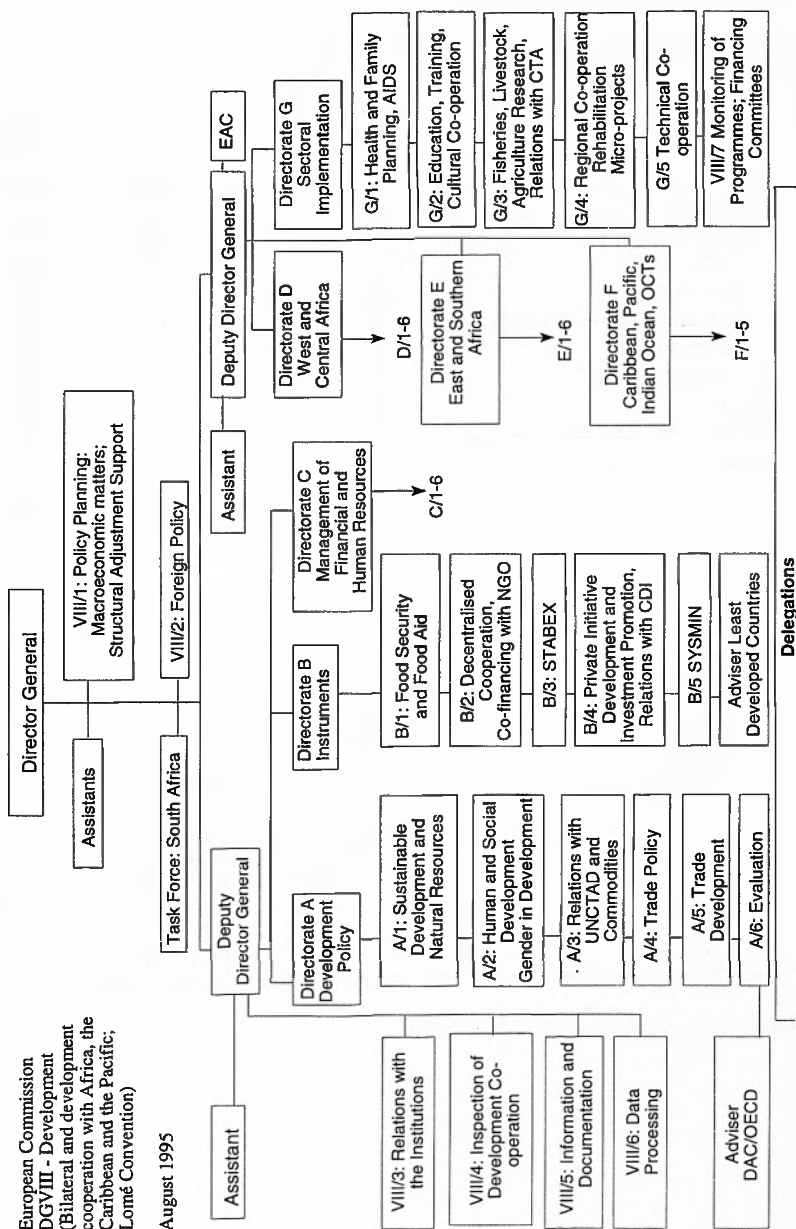 European Commission
DGVIII - Development
(Bilateral and development
cooperation with Africa, the
Caribbean and the Pacific;
Lomé Convention)
August 1995
Director General
Assistants
VIII/1: Policy Planning:
Macroeconomic matters;
Structural Adjustment Support
Task Force: South Africa
VIII/2: Foreign Policy
Assistant
Deputy
Director General
Assistant
Deputy Director General
EAC
VIII/3: Relations with
the Institutions
VIII/4: Inspection of
Development Co-
operation
VIII/5: Information and
Documentation
VIII/6: Data
Processing
Adviser
DAC/OECD
Directorate A
Development
Policy
A/1: Sustainable
Development and
Natural Resources
A/2: Human and Social
Development
Gender in Development
A/3: Relations with
UNCTAD and
Commodities
A/4: Trade Policy
A/5: Trade
Development
A/6: Evaluation
Directorate B
Instruments
B/1: Food Security
and Food Aid
B/2: Decentralised
Cooperation,
Co-financing with NGO
B/3: STABEX
B/4: Private Initiative
Development and
Investment Promotion,
Relations with CDI
B/5 SYSMIN
Adviser Least
Developed Countries
Directorate C
Management of
Financial and
Human Resources
C/1-6
Directorate D
West and
Central Africa
D/1-6
Directorate E
East and Southern
Africa
E/1-6
Directorate F
Caribbean, Pacific,
Indian Ocean, OCTs
F/1-5
Directorate G
Sectoral
Implementation
G/1: Health and Family
Planning, AIDS
G/2: Education, Training,
Cultural Co-operation
G/3: Fisheries, Livestock,
Agriculture Research,
Relations with CTA
G/4: Regional Co-operation
Rehabilitation
Micro-projects
G/5 Technical Co-
operation
VIII/7 Monitoring of
Programmes; Financing
Committees
Delegations